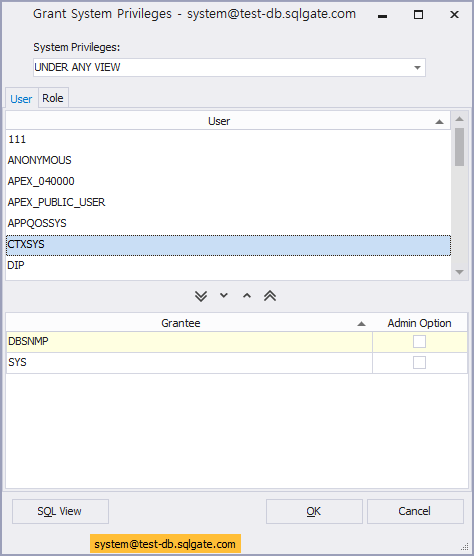 Grant System Privileges - system@test-db.sqlgate.com
System Privileges:
UNDER ANY VIEW
User Role
User
111
ANONYMOUS
APEX_040000
APEX_PUBLIC_USER
APPQOSSYS
CTXSYS
DIP
Grantee Admin Option
DBSNMP
SYS
SQL View OK Cancel
system@test-db.sqlgate.com